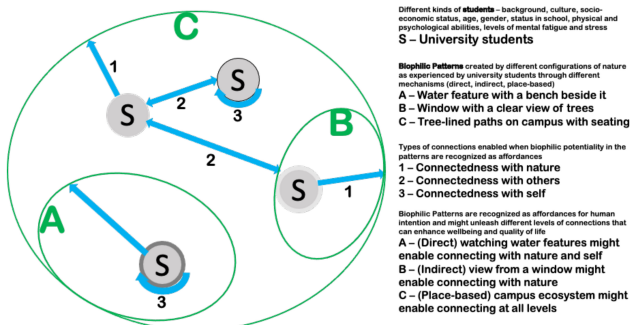 C
1
S
2
S
3
B
2
S
1
A
S
3
Different kinds of students – background, culture, socio-
economic status, age, gender, status in school, physical and
psychological abilities, levels of mental fatigue and stress
S – University students
Biophilic Patterns created by different configurations of nature
as experienced by university students through different
mechanisms (direct, indirect, place-based)
A – Water feature with a bench beside it
B – Window with a clear view of trees
C – Tree-lined paths on campus with seating
Types of connections enabled when biophilic potentiality in the
patterns are recognized as affordances
1 – Connectedness with nature
2 – Connectedness with others
3 – Connectedness with self
Biophilic Patterns are recognized as affordances for human
intention and might unleash different levels of connections that
can enhance wellbeing and quality of life
A – (Direct) watching water features might
enable connecting with nature and self
B – (Indirect) view from a window might
enable connecting with nature
C – (Place-based) campus ecosystem might
enable connecting at all levels